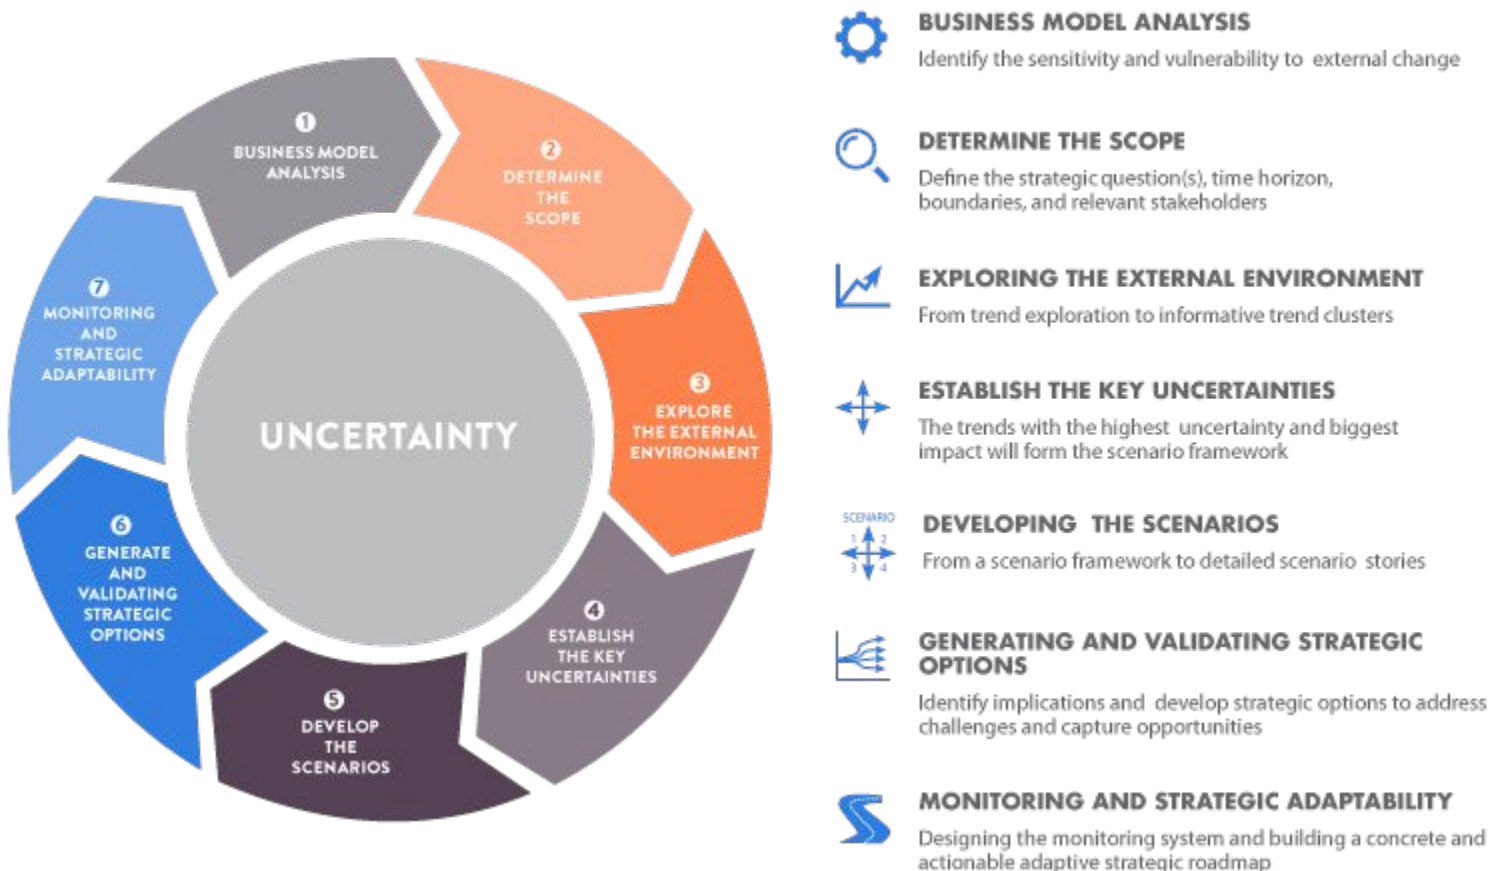 1
BUSINESS MODEL
ANALYSIS
2
DETERMINE
THE
SCOPE
3
EXPLORE
THE EXTERNAL
ENVIRONMENT
4
ESTABLISH
THE KEY
UNCERTAINTIES
5
DEVELOP
THE
SCENARIOS
6
GENERATE
AND
VALIDATING
STRATEGIC
OPTIONS
7
MONITORING
AND
STRATEGIC
ADAPTABILITY
UNCERTAINTY
BUSINESS MODEL ANALYSIS
Identify the sensitivity and vulnerability to external change
DETERMINE THE SCOPE
Define the strategic question(s), time horizon,
boundaries, and relevant stakeholders
EXPLORING THE EXTERNAL ENVIRONMENT
From trend exploration to informative trend clusters
ESTABLISH THE KEY UNCERTAINTIES
The trends with the highest uncertainty and biggest
impact will form the scenario framework
SCENARIO
1 2
3 4
DEVELOPING THE SCENARIOS
From a scenario framework to detailed scenario stories
GENERATING AND VALIDATING STRATEGIC
OPTIONS
Identify implications and develop strategic options to address
challenges and capture opportunities
MONITORING AND STRATEGIC ADAPTABILITY
Designing the monitoring system and building a concrete and
actionable adaptive strategic roadmap